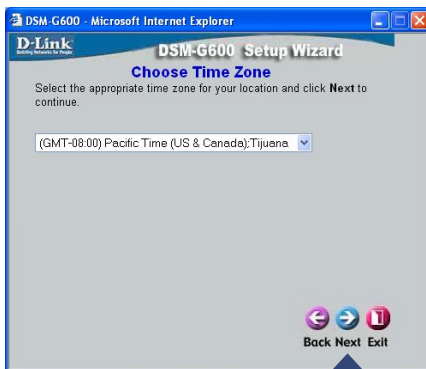 DSM-G600 - Microsoft Internet Explorer
D-Link
Building Networks for People
DSM-G600 Setup Wizard
Choose Time Zone
Select the appropriate time zone for your location and click Next to
continue.
(GMT-08:00) Pacific Time (US & Canada);Tijuana
Back Next Exit